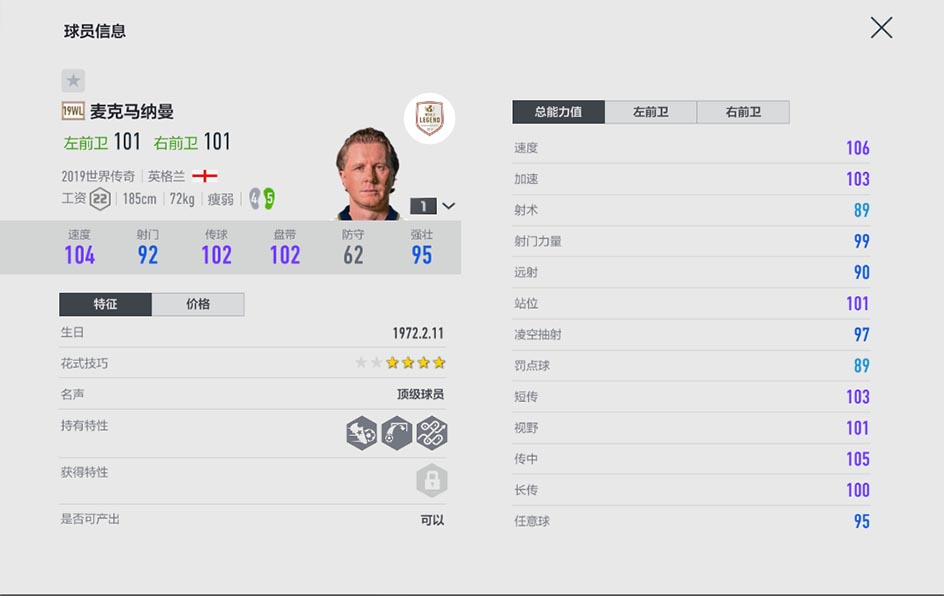 球员信息
19WL 麦克马纳曼
左前卫 101 右前卫 101
2019世界传奇 英格兰
工资 22 185cm 72kg 瘦弱 4 5
WORLD LEGEND
1
速度 射门 传球 盘带 防守 强壮
104 92 102 102 62 95
特征 价格
生日 1972.2.11
花式技巧
名声 顶级球员
持有特性
获得特性
是否可产出 可以
总能力值 左前卫 右前卫
速度 106
加速 103
射术 89
射门力量 99
远射 90
站位 101
凌空抽射 97
罚点球 89
短传 103
视野 101
传中 105
长传 100
任意球 95